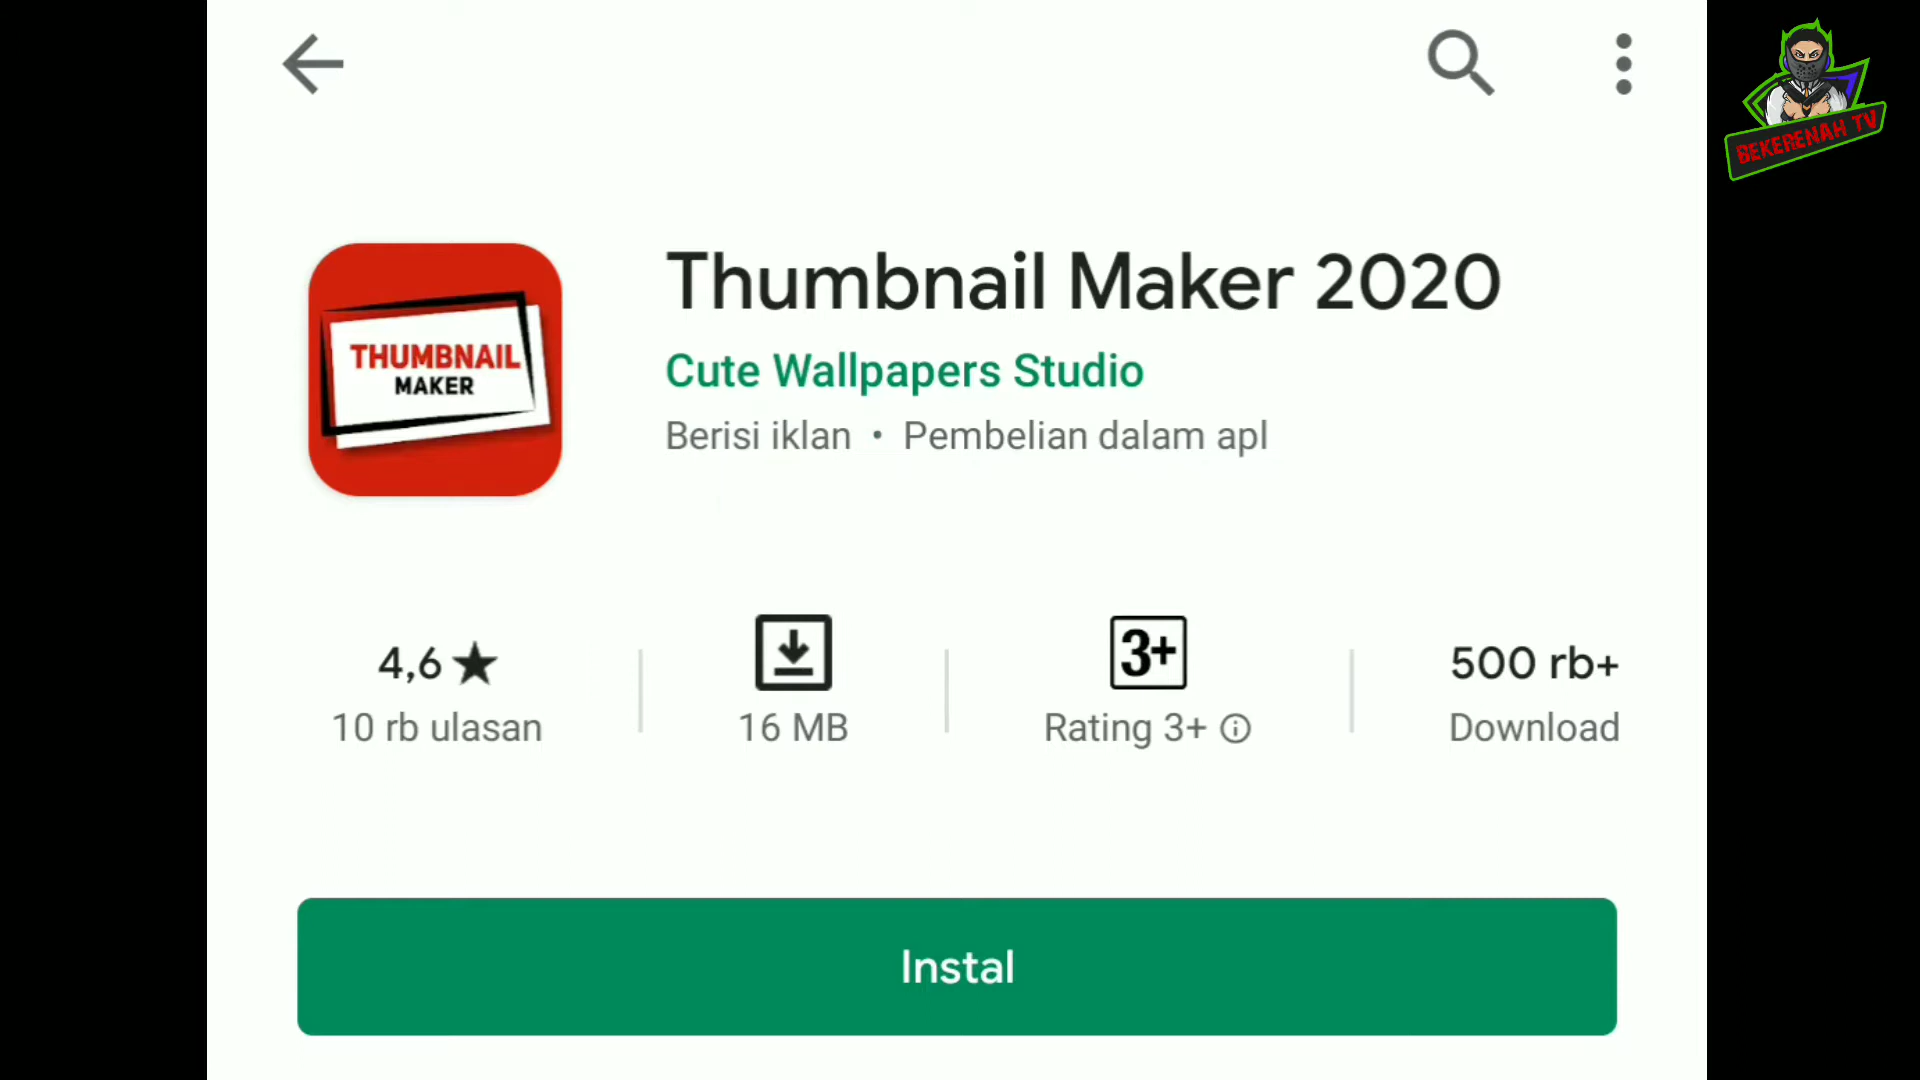 BEKERENAH TV
Thumbnail Maker 2020
THUMBNAIL
MAKER
Cute Wallpapers Studio
Berisi iklan • Pembelian dalam apl
4,6★
10 rb ulasan
16 MB
3+
Rating 3+
500 rb+
Download
Instal